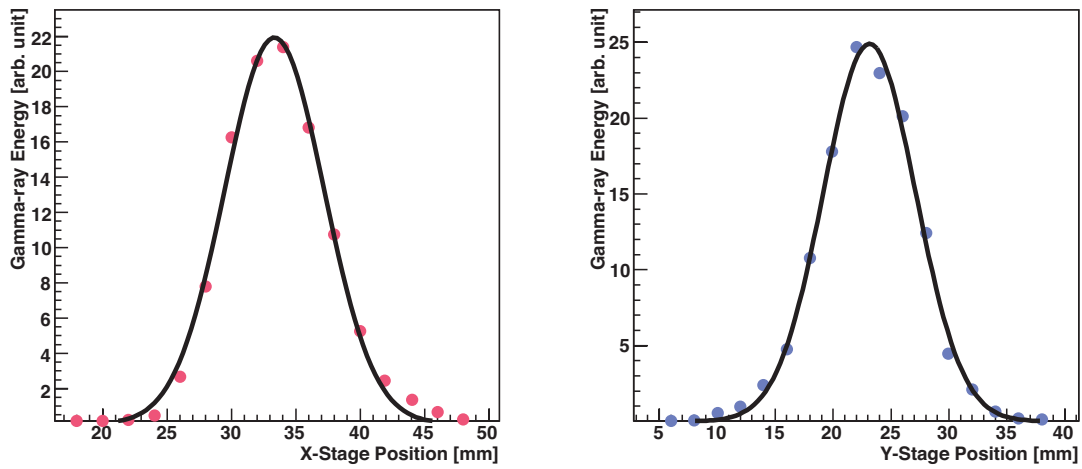 Gamma-ray Energy [arb. unit]
22
20
18
16
14
12
10
8
6
4
2
20 25 30 35 40 45 50
X-Stage Position [mm]
Gamma-ray Energy [arb. unit]
25
20
15
10
5
5 10 15 20 25 30 35 40
Y-Stage Position [mm]